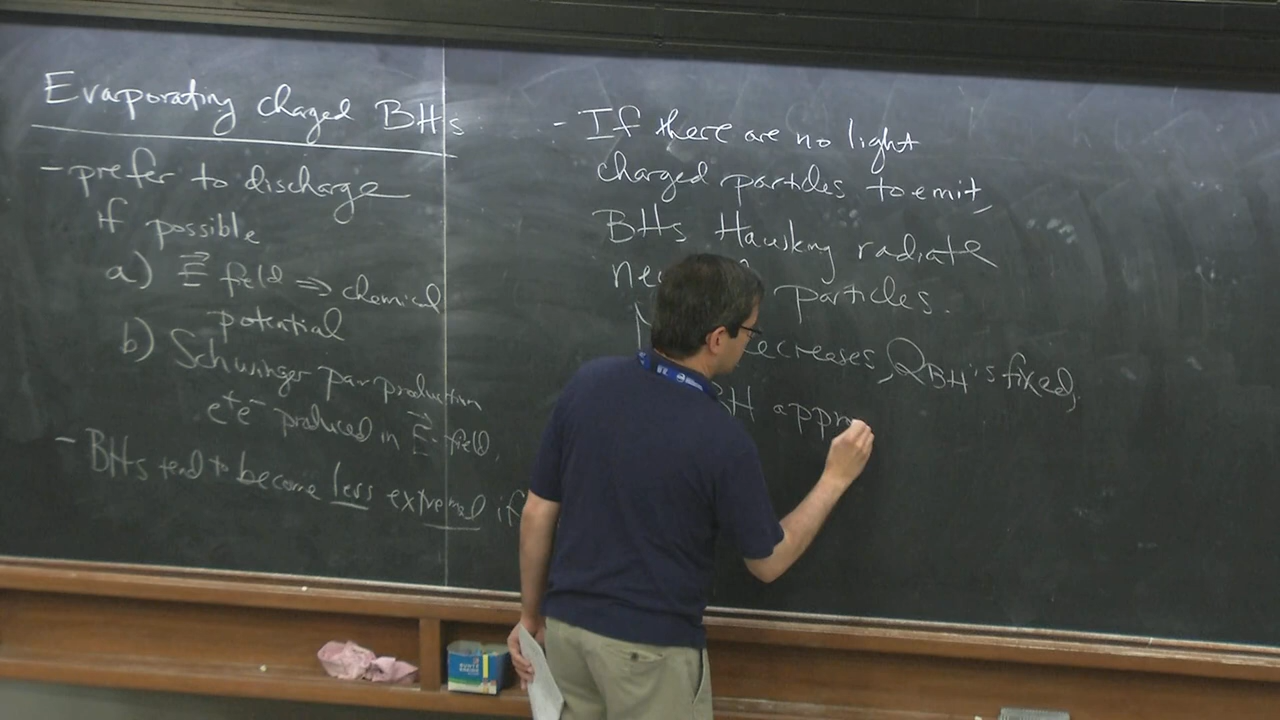 Evaporating charged BHs
- prefer to discharge
if possible
a) E⃗ field ⇒ chemical
potential
b) Schwinger pair production
e⁺e⁻ produced in E⃗-field.
- BHs tend to become less extremal if
- If there are no light
charged particles to emit,
BHs Hawking radiate
particles.
decreases, Q_BH is fixed,
BH appr